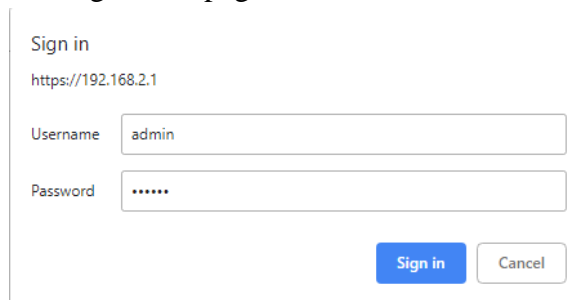 Sign in
https://192.168.2.1
Username admin
Password ••••••
Sign in Cancel